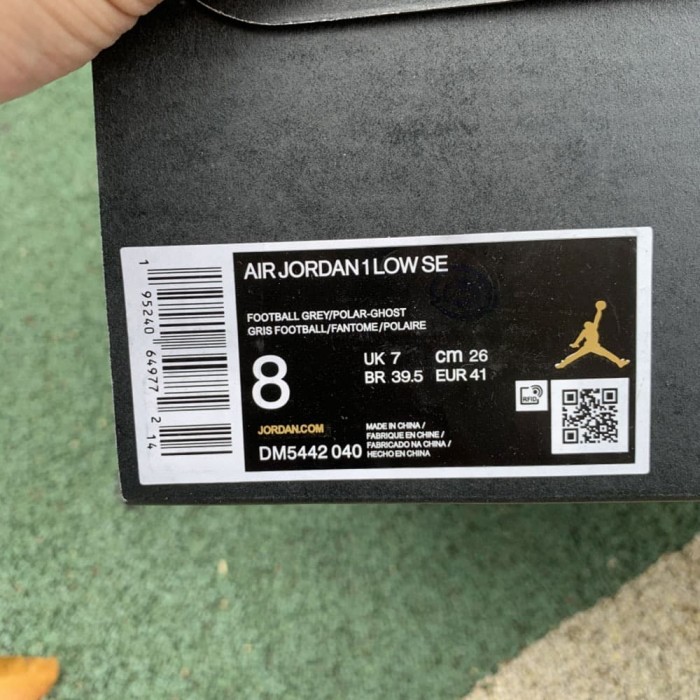 AIR JORDAN 1 LOW SE
FOOTBALL GREY/POLAR-GHOST
GRIS FOOTBALL/FANTOME/POLAIRE
8
UK 7 cm 26
BR 39.5 EUR 41
JORDAN.COM
DM5442 040
MADE IN CHINA /
FABRIQUE EN CHINE /
FABRICADO NA CHINA /
HECHO EN CHINA
RFID
1 95240 64977 2 14